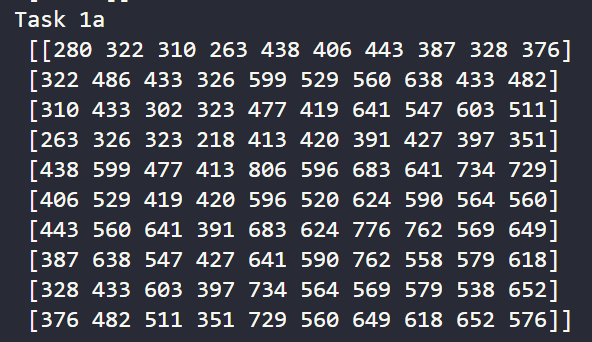 Task 1a
[[280 322 310 263 438 406 443 387 328 376]
[322 486 433 326 599 529 560 638 433 482]
[310 433 302 323 477 419 641 547 603 511]
[263 326 323 218 413 420 391 427 397 351]
[438 599 477 413 806 596 683 641 734 729]
[406 529 419 420 596 520 624 590 564 560]
[443 560 641 391 683 624 776 762 569 649]
[387 638 547 427 641 590 762 558 579 618]
[328 433 603 397 734 564 569 579 538 652]
[376 482 511 351 729 560 649 618 652 576]]